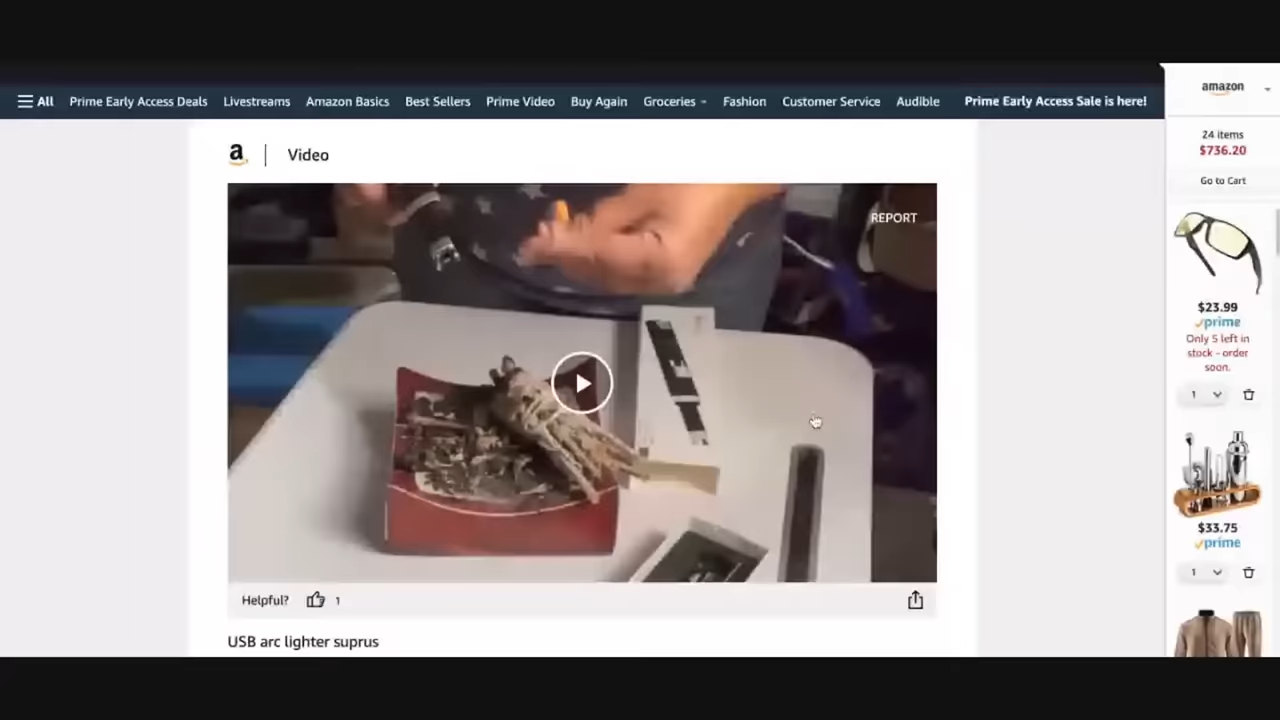 All Prime Early Access Deals Livestreams Amazon Basics Best Sellers Prime Video Buy Again Groceries Fashion Customer Service Audible Prime Early Access Sale is here!
amazon
24 items
$736.20
Go to Cart
a Video
REPORT
$23.99
prime
Only 5 left in
stock - order
soon.
1
$33.75
prime
1
Helpful? 1
USB arc lighter suprus